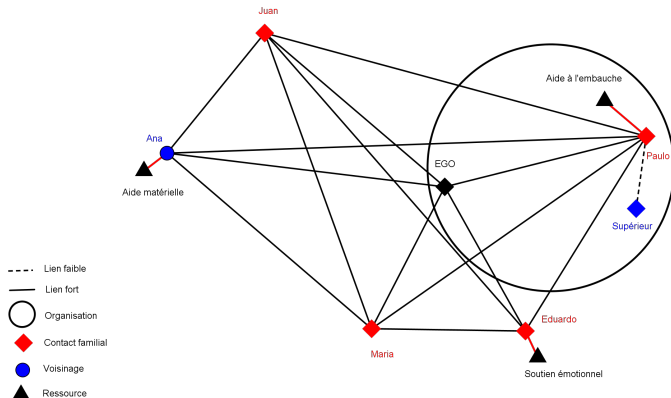 Juan
Aide à l'embauche
Ana
Paulo
EGO
Aide matérielle
Supérieur
Lien faible
Lien fort
Organisation
Eduardo
Contact familial
Maria
Voisinage
Soutien émotionnel
Ressource